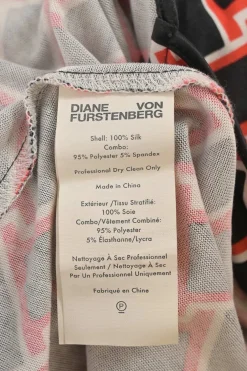 DIANE VON
FURSTENBERG
Shell: 100% Silk
Combo:
95% Polyester 5% Spandex
Professional Dry Clean Only
Made in China
Extérieur /Tissu Stratifié:
100% Soie
Combo/Vêtement Combiné:
95% Polyester
5% Élasthanne/Lycra
Nettoyage À Sec Professionnel
Seulement / Nettoyage À Sec
Par Un Professionnel Uniquement
Fabriqué en China
P